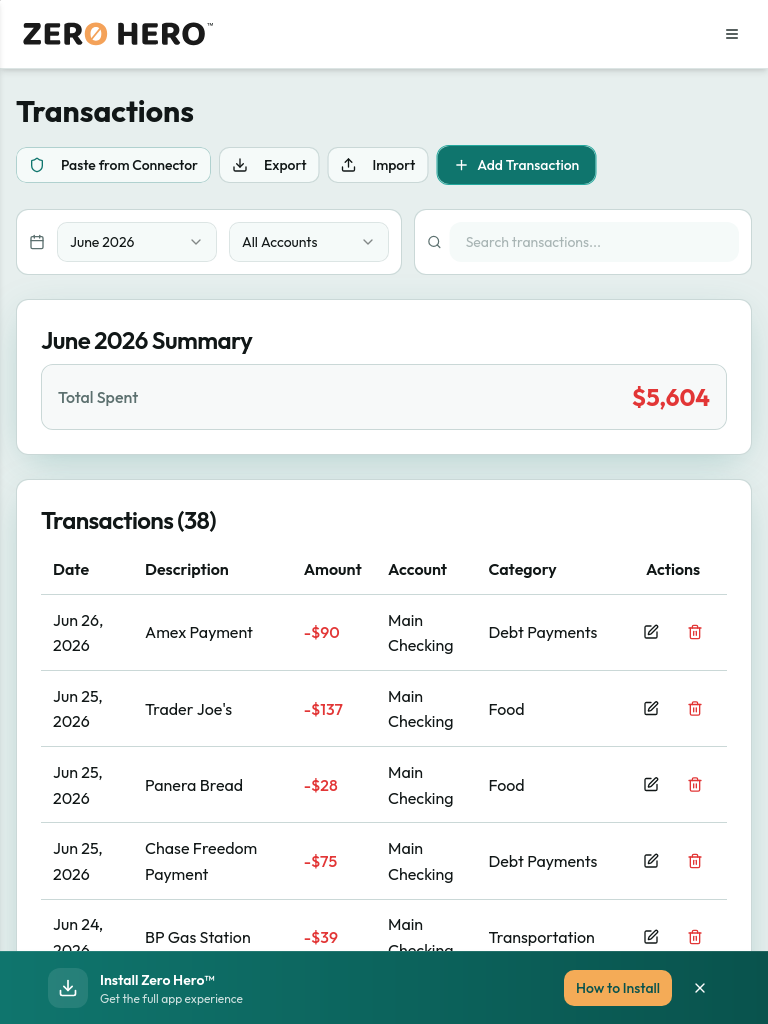 ZERO HERO™
Transactions
Paste from Connector
Export
Import
Add Transaction
June 2026
All Accounts
Search transactions...
June 2026 Summary
Total Spent
$5,604
Transactions (38)
Date Description Amount Account Category Actions
Jun 26, 2026 Amex Payment -$90 Main Checking Debt Payments
Jun 25, 2026 Trader Joe's -$137 Main Checking Food
Jun 25, 2026 Panera Bread -$28 Main Checking Food
Jun 25, 2026 Chase Freedom Payment -$75 Main Checking Debt Payments
Jun 24, 2026 BP Gas Station -$39 Main Checking Transportation
Install Zero Hero™
Get the full app experience
How to Install